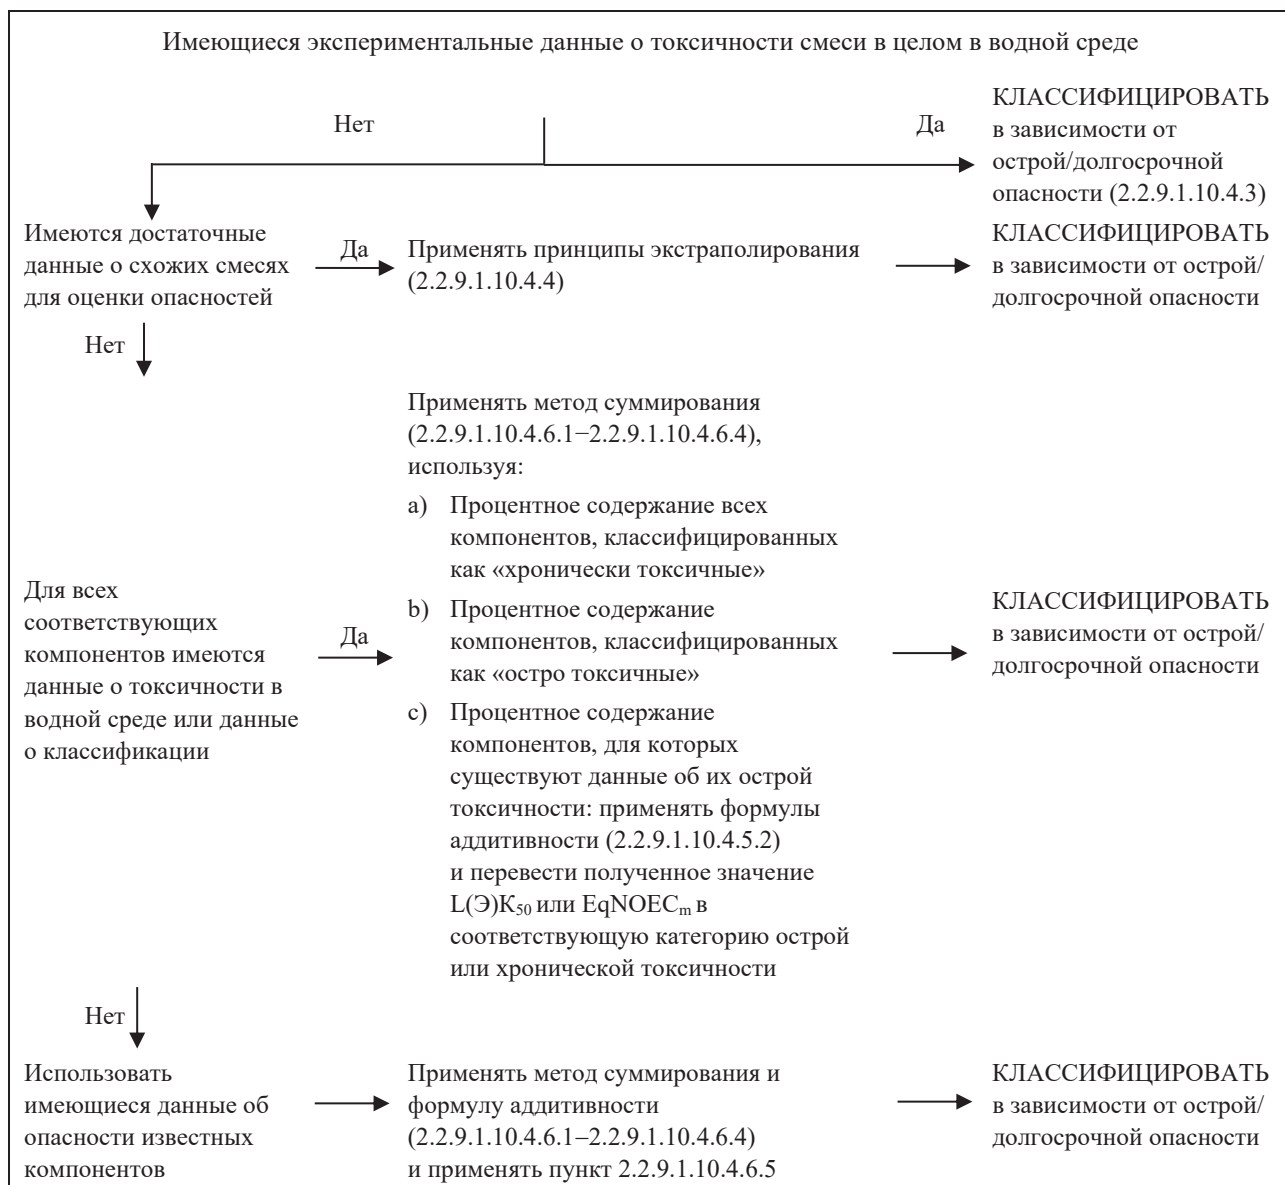 Имеющиеся экспериментальные данные о токсичности смеси в целом в водной среде
Нет
Да
КЛАССИФИЦИРОВАТЬ
в зависимости от
острой/долгосрочной
опасности (2.2.9.1.10.4.3)
Имеются достаточные
данные о схожих смесях
для оценки опасностей
Да
Применять принципы экстраполирования
(2.2.9.1.10.4.4)
КЛАССИФИЦИРОВАТЬ
в зависимости от острой/
долгосрочной опасности
Нет
Для всех
соответствующих
компонентов имеются
данные о токсичности в
водной среде или данные
о классификации
Да
Применять метод суммирования
(2.2.9.1.10.4.6.1−2.2.9.1.10.4.6.4),
используя:
a) Процентное содержание всех
компонентов, классифицированных
как «хронически токсичные»
b) Процентное содержание
компонентов, классифицированных
как «остро токсичные»
c) Процентное содержание
компонентов, для которых
существуют данные об их острой
токсичности: применять формулы
аддитивности (2.2.9.1.10.4.5.2)
и перевести полученное значение
L(Э)К₅₀ или EqNOECₘ в
соответствующую категорию острой
или хронической токсичности
КЛАССИФИЦИРОВАТЬ
в зависимости от острой/
долгосрочной опасности
Нет
Использовать
имеющиеся данные об
опасности известных
компонентов
Применять метод суммирования и
формулу аддитивности
(2.2.9.1.10.4.6.1−2.2.9.1.10.4.6.4)
и применять пункт 2.2.9.1.10.4.6.5
КЛАССИФИЦИРОВАТЬ
в зависимости от острой/
долгосрочной опасности